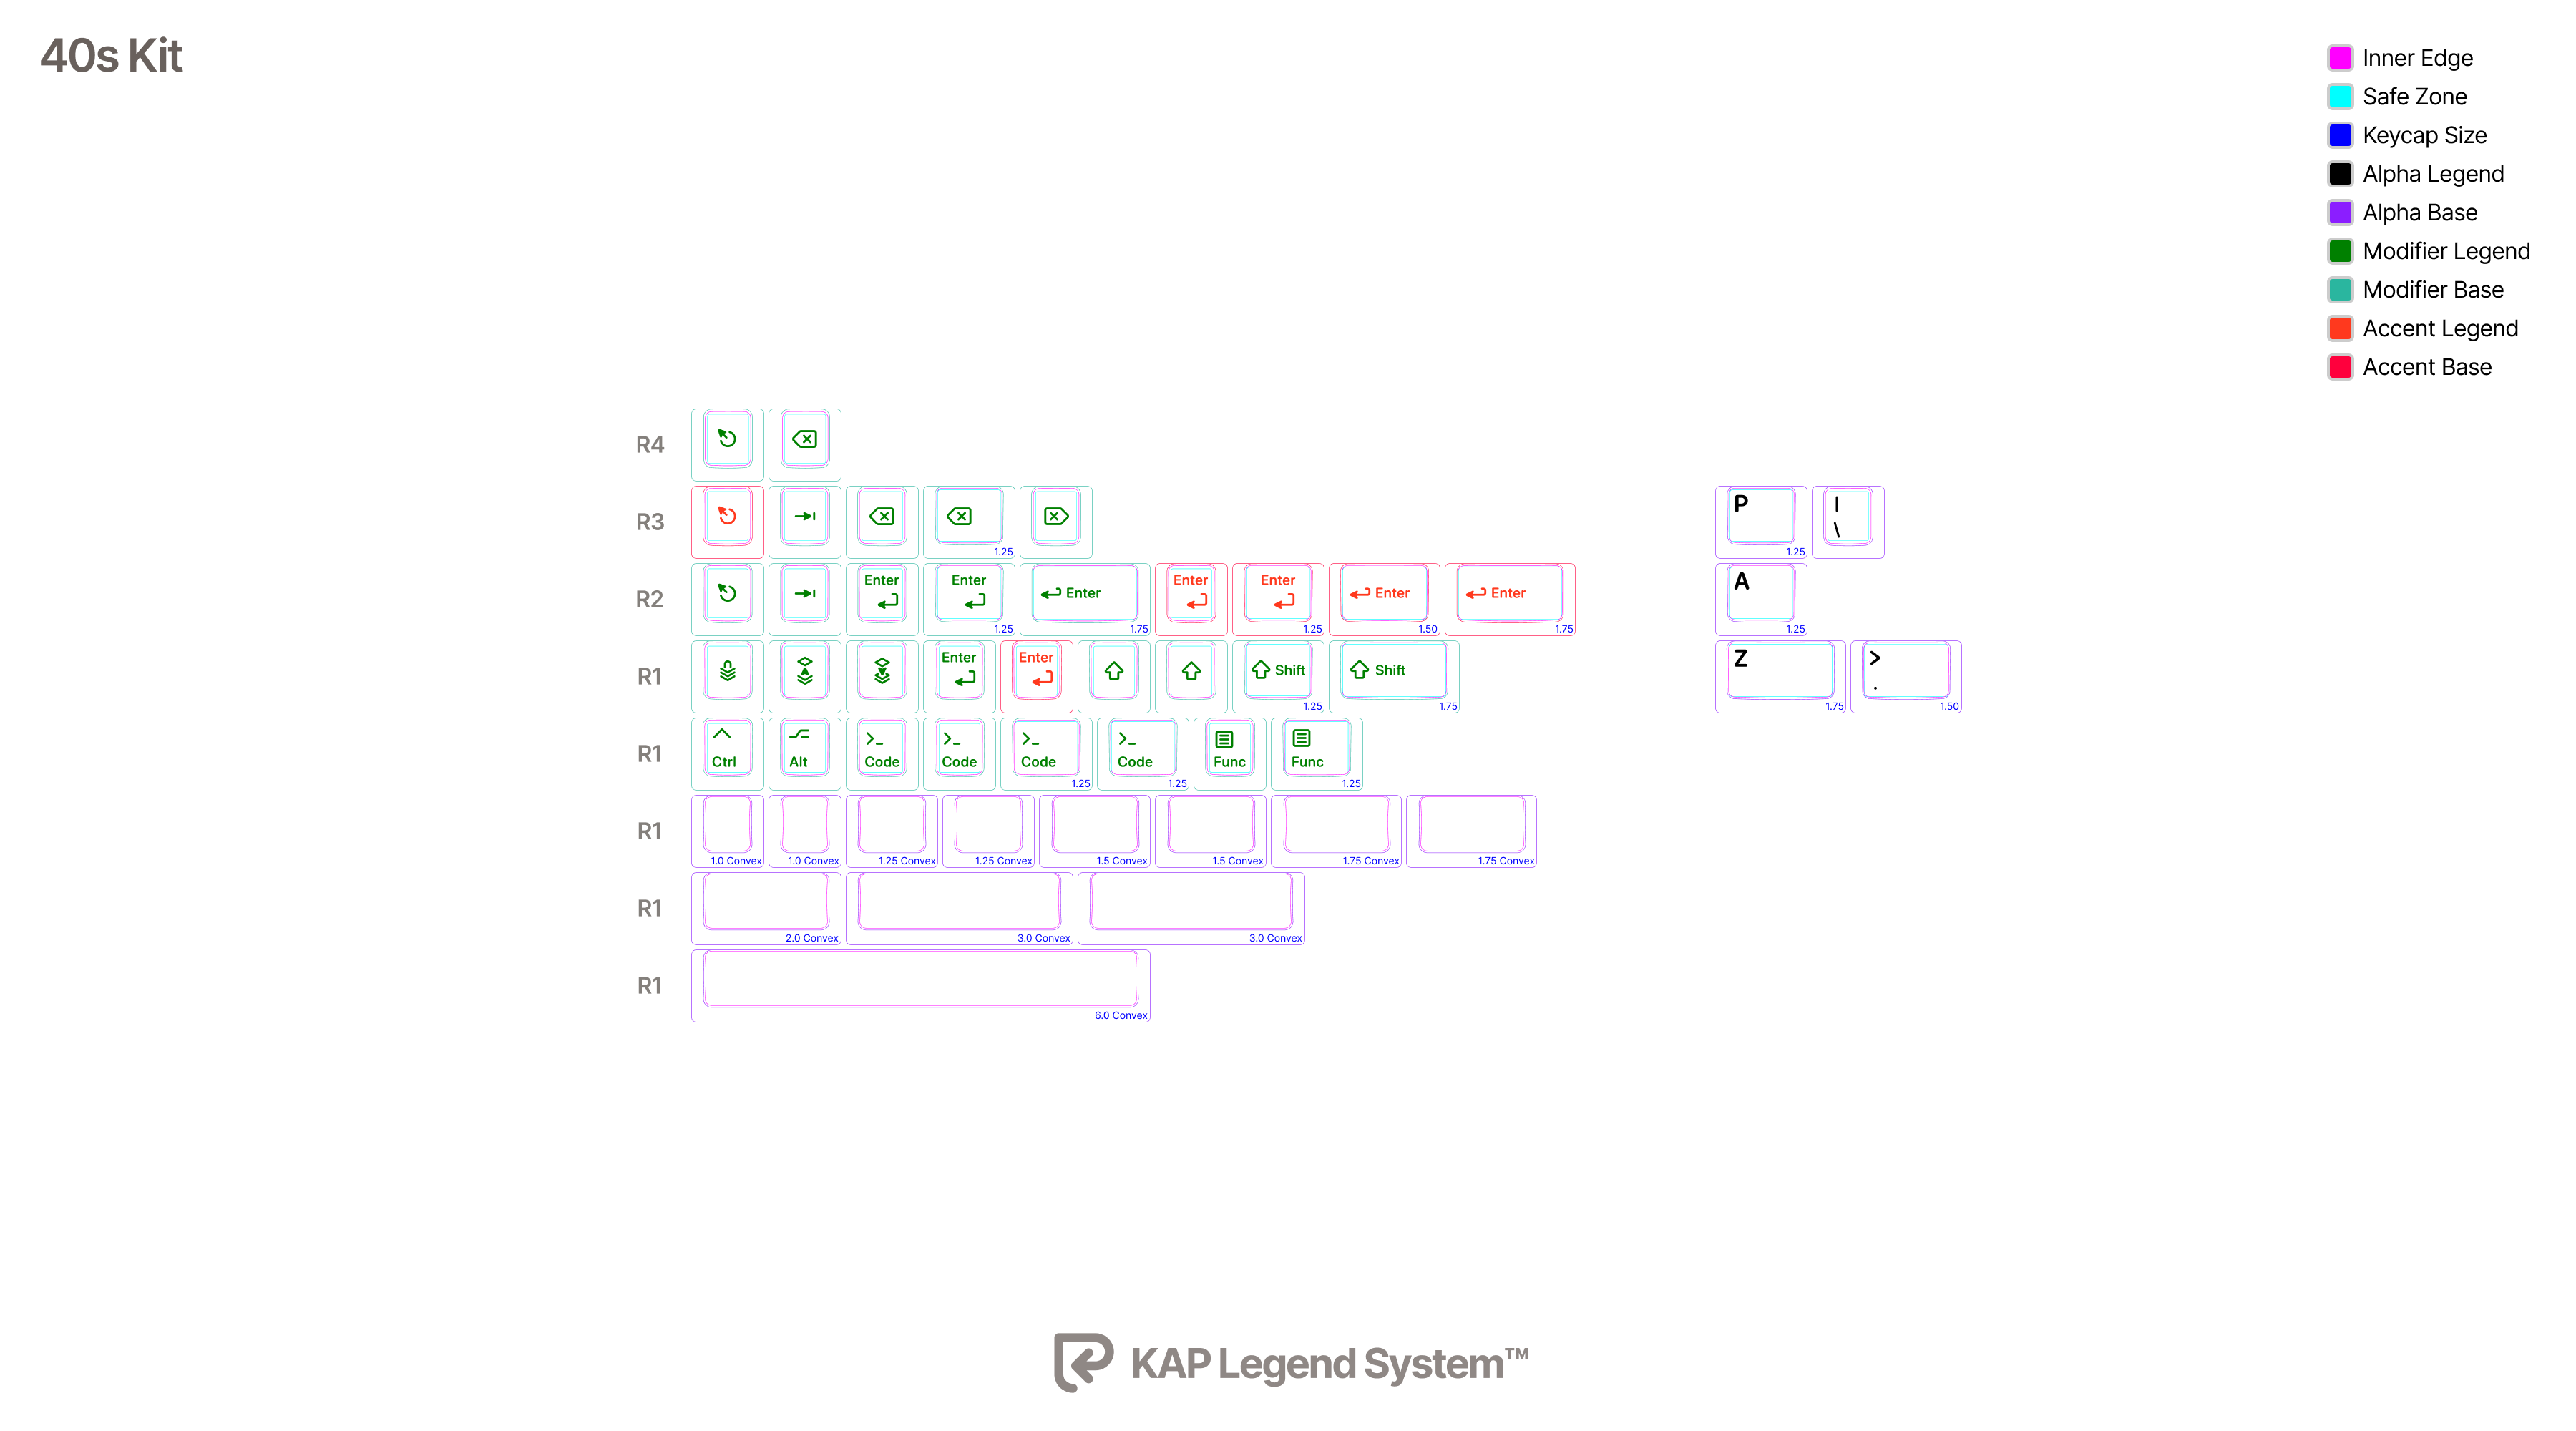 40s Kit
Inner Edge
Safe Zone
Keycap Size
Alpha Legend
Alpha Base
Modifier Legend
Modifier Base
Accent Legend
Accent Base
R4
R3
1.25
P
1.25
|
\
R2
Enter
Enter
1.25
Enter
1.75
Enter
Enter
1.25
Enter
1.50
Enter
1.75
A
1.25
R1
Enter
Enter
Shift
1.25
Shift
1.75
Z
1.75
>
.
1.50
R1
Ctrl
Alt
>_
Code
>_
Code
>_
Code
1.25
>_
Code
1.25
Func
Func
1.25
R1
1.0 Convex
1.0 Convex
1.25 Convex
1.25 Convex
1.5 Convex
1.5 Convex
1.75 Convex
1.75 Convex
R1
2.0 Convex
3.0 Convex
3.0 Convex
R1
6.0 Convex
KAP Legend System™